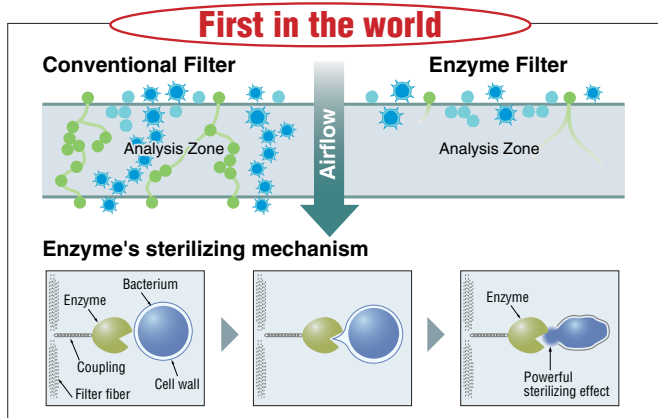 First in the world
Conventional Filter
Enzyme Filter
Analysis Zone
Airflow
Analysis Zone
Enzyme's sterilizing mechanism
Bacterium
Enzyme
Coupling
Filter fiber
Cell wall
Enzyme
Powerful
sterilizing effect